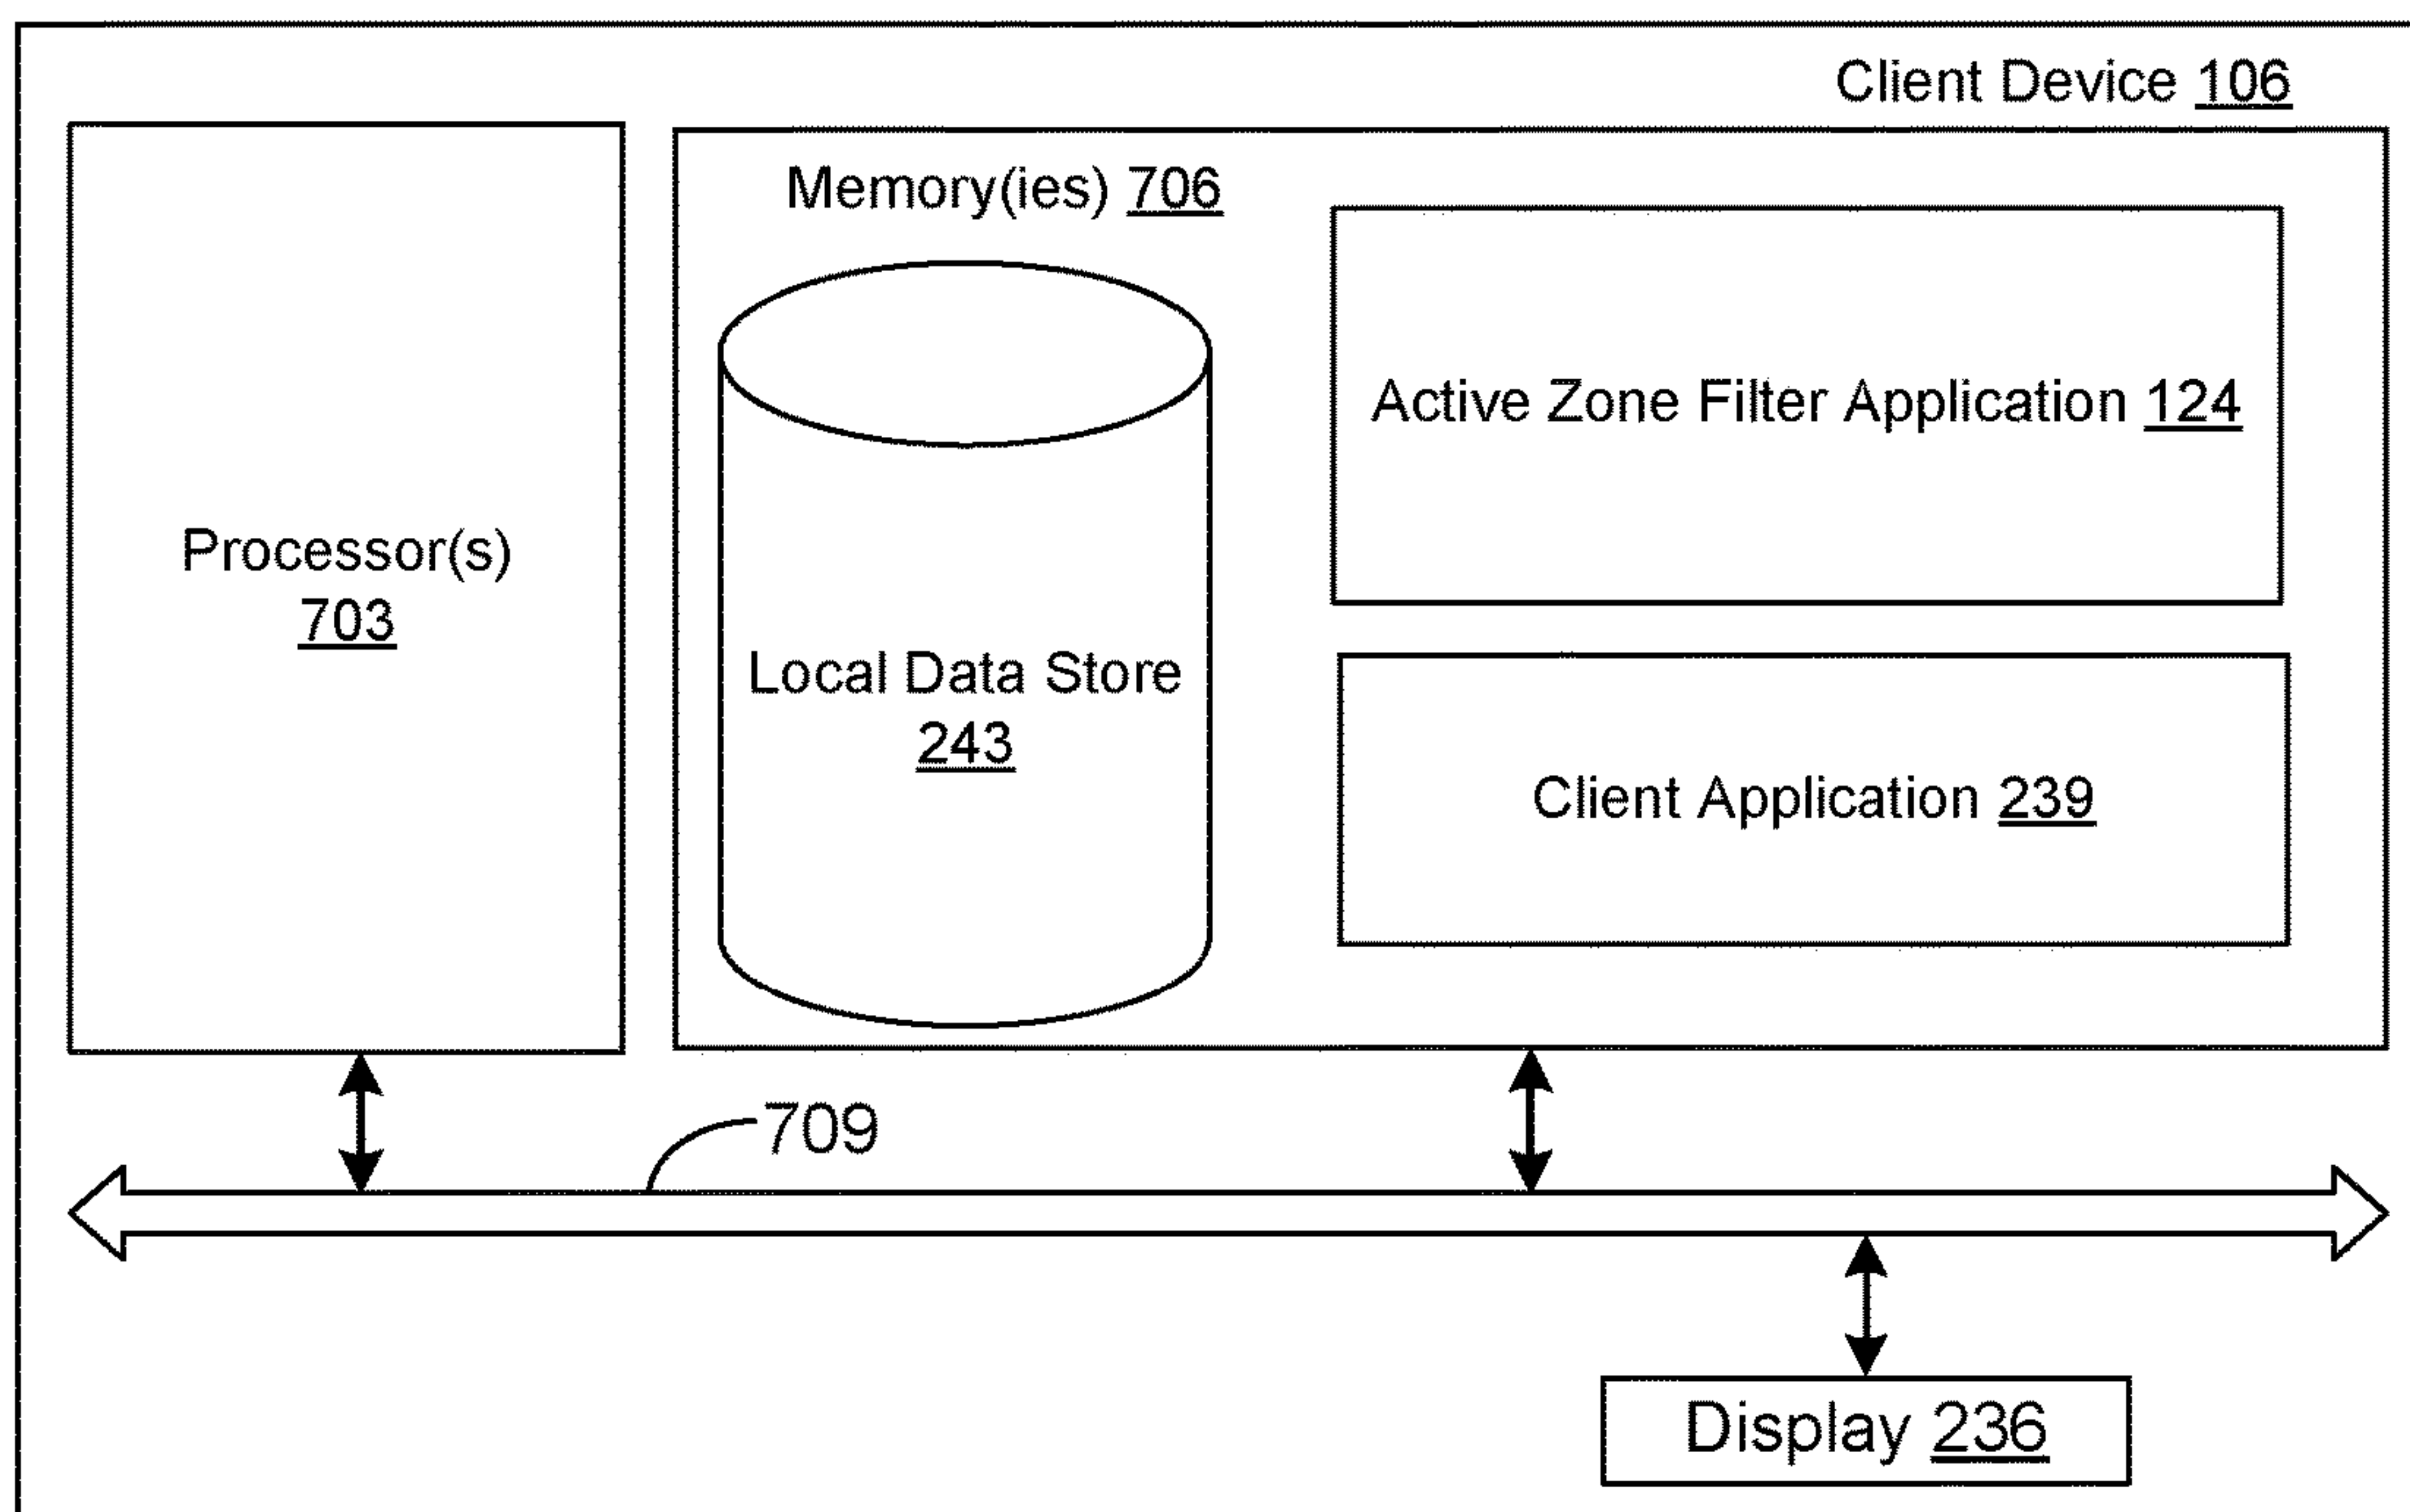 Client Device 106
Memory(ies) 706
Active Zone Filter Application 124
Processor(s)
703
Local Data Store
243
Client Application 239
709
Display 236